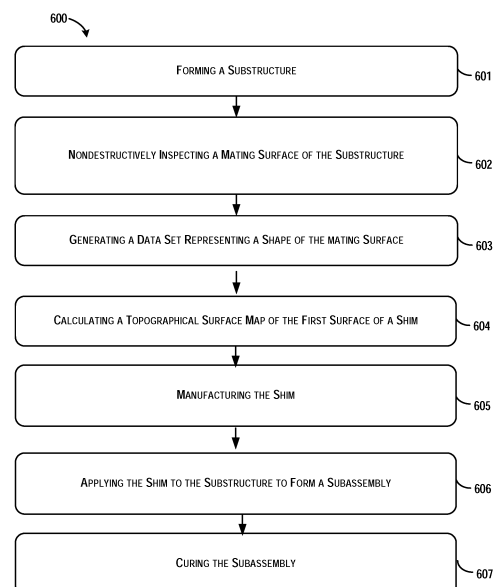 600
FORMING A SUBSTRUCTURE
601
NONDESTRUCTIVELY INSPECTING A MATING SURFACE OF THE SUBSTRUCTURE
602
GENERATING A DATA SET REPRESENTING A SHAPE OF THE MATING SURFACE
603
CALCULATING A TOPOGRAPHICAL SURFACE MAP OF THE FIRST SURFACE OF A SHIM
604
MANUFACTURING THE SHIM
605
APPLYING THE SHIM TO THE SUBSTRUCTURE TO FORM A SUBASSEMBLY
606
CURING THE SUBASSEMBLY
607